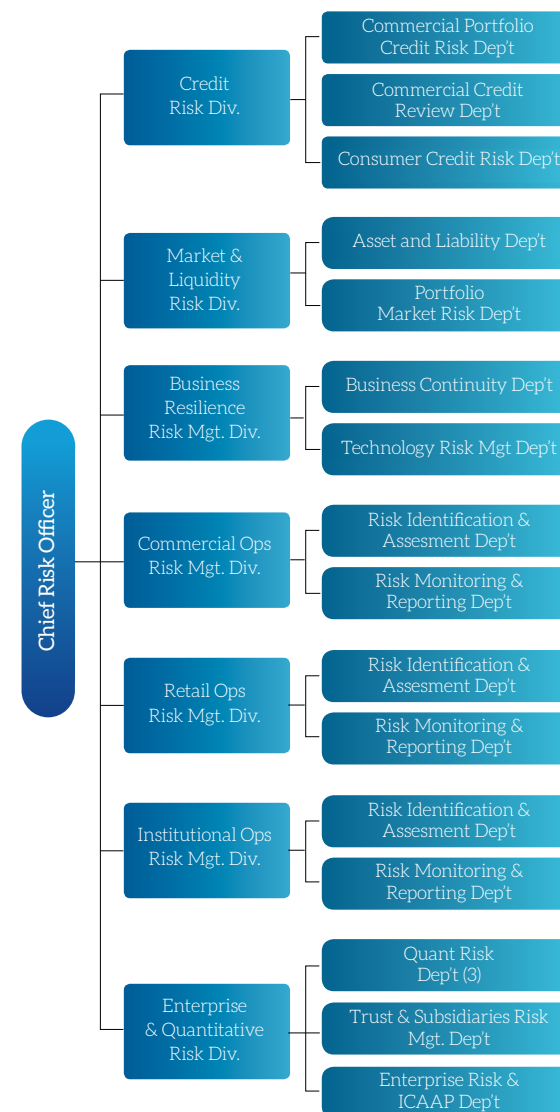 Chief Risk Officer
Credit
Risk Div.
Commercial Portfolio
Credit Risk Dep't
Commercial Credit
Review Dep't
Consumer Credit Risk Dep't
Market &
Liquidity
Risk Div.
Asset and Liability Dep't
Portfolio
Market Risk Dep't
Business
Resilience
Risk Mgt. Div.
Business Continuity Dep't
Technology Risk Mgt Dep't
Commercial Ops
Risk Mgt. Div.
Risk Identification &
Assesment Dep't
Risk Monitoring &
Reporting Dep't
Retail Ops
Risk Mgt. Div.
Risk Identification &
Assesment Dep't
Risk Monitoring &
Reporting Dep't
Institutional Ops
Risk Mgt. Div.
Risk Identification &
Assesment Dep't
Risk Monitoring &
Reporting Dep't
Enterprise
& Quantitative
Risk Div.
Quant Risk
Dep't (3)
Trust & Subsidiaries Risk
Mgt. Dep't
Enterprise Risk &
ICAAP Dep't